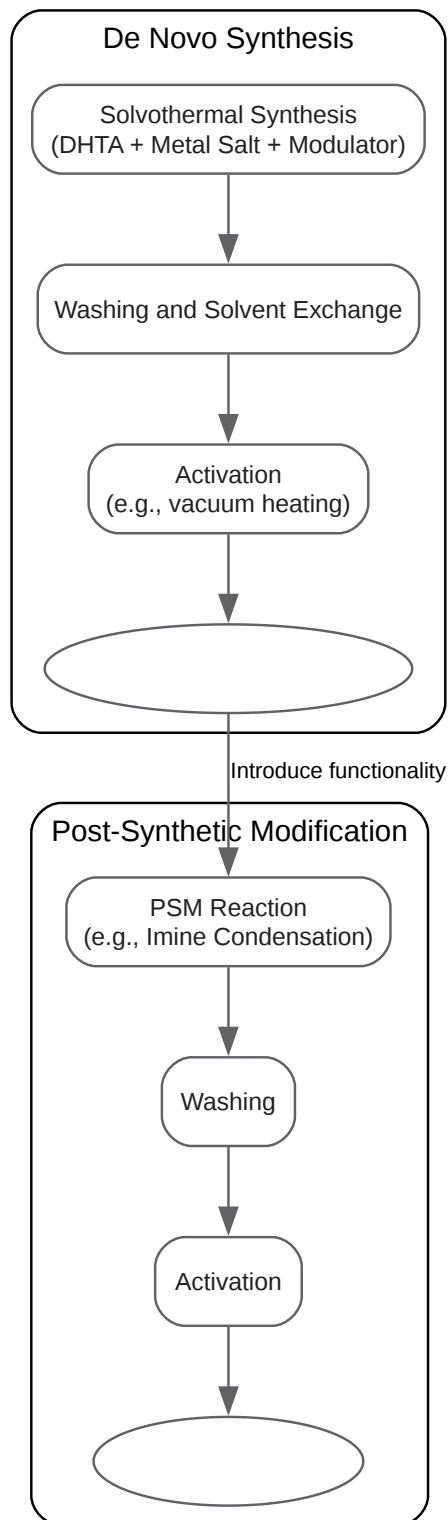 De Novo Synthesis
Solvothermal Synthesis
(DHTA + Metal Salt + Modulator)
Washing and Solvent Exchange
Activation
(e.g., vacuum heating)
Introduce functionality
Post-Synthetic Modification
PSM Reaction
(e.g., Imine Condensation)
Washing
Activation